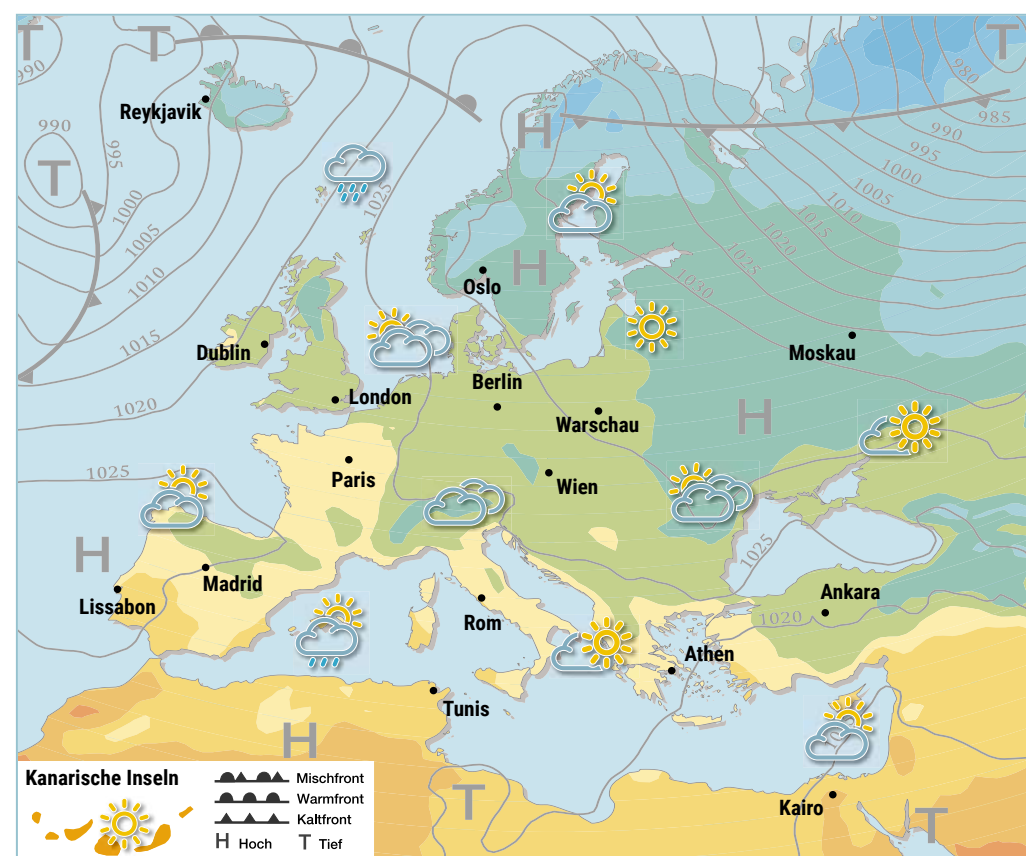 T
T
T
990
980
Reykjavik
985
990
H
990
995
995
T
1000
1000
1005
1025
1010
1005
1015
1020
H
1010
Oslo
1025
1030
1015
Dublin
Moskau
Berlin
London
1020
Warschau
H
1025
Paris
Wien
H
1025
Madrid
Ankara
Lissabon
1020
Rom
Athen
Tunis
H
Kanarische Inseln
Mischfront
Warmfront
Kaltfront
H Hoch T Tief
T
Kairo
T